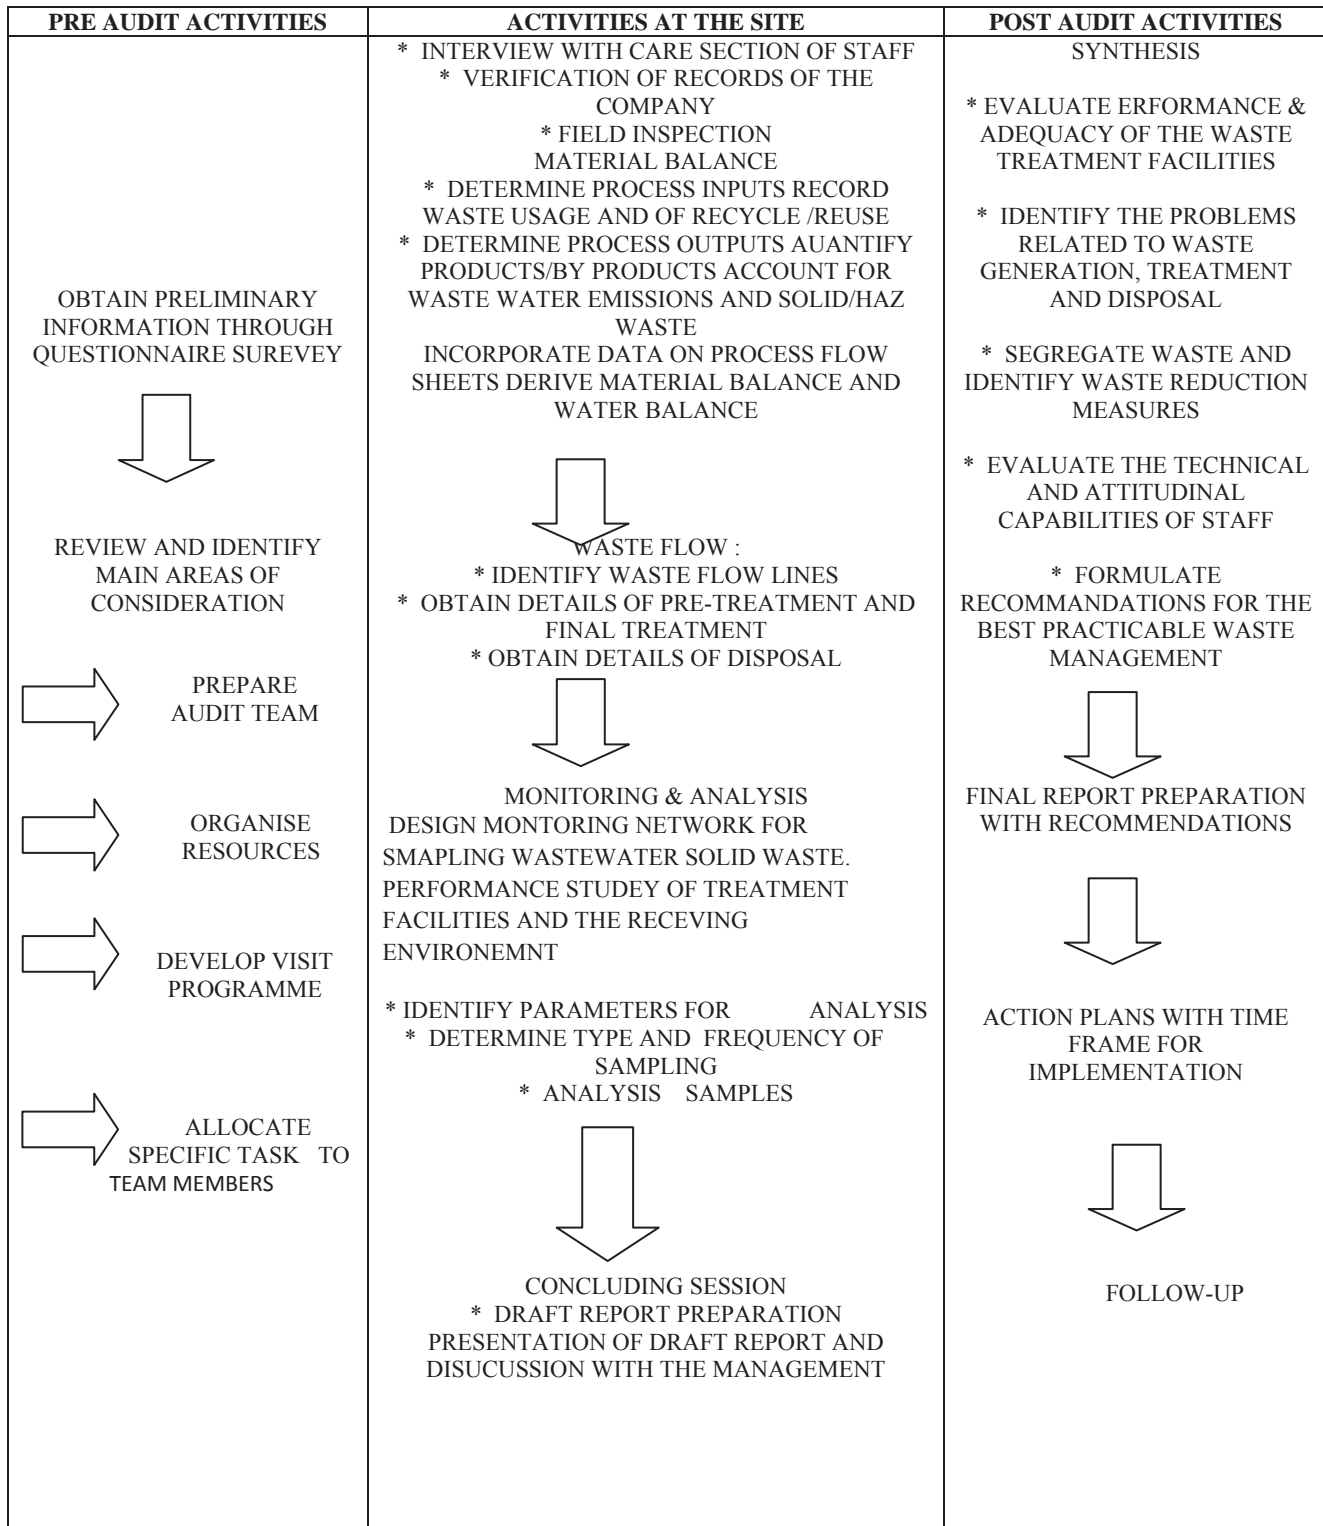 PRE AUDIT ACTIVITIES
OBTAIN PRELIMINARY
INFORMATION THROUGH
QUESTIONNAIRE SUREVEY
REVIEW AND IDENTIFY
MAIN AREAS OF
CONSIDERATION
PREPARE
AUDIT TEAM
ORGANISE
RESOURCES
DEVELOP VISIT
PROGRAMME
ALLOCATE
SPECIFIC TASK TO
TEAM MEMBERS
ACTIVITIES AT THE SITE
* INTERVIEW WITH CARE SECTION OF STAFF
* VERIFICATION OF RECORDS OF THE
COMPANY
* FIELD INSPECTION
MATERIAL BALANCE
* DETERMINE PROCESS INPUTS RECORD
WASTE USAGE AND OF RECYCLE /REUSE
* DETERMINE PROCESS OUTPUTS AUANTIFY
PRODUCTS/BY PRODUCTS ACCOUNT FOR
WASTE WATER EMISSIONS AND SOLID/HAZ
WASTE
INCORPORATE DATA ON PROCESS FLOW
SHEETS DERIVE MATERIAL BALANCE AND
WATER BALANCE
WASTE FLOW :
* IDENTIFY WASTE FLOW LINES
* OBTAIN DETAILS OF PRE-TREATMENT AND
FINAL TREATMENT
* OBTAIN DETAILS OF DISPOSAL
MONITORING & ANALYSIS
DESIGN MONTORING NETWORK FOR
SMAPLING WASTEWATER SOLID WASTE.
PERFORMANCE STUDEY OF TREATMENT
FACILITIES AND THE RECEVING
ENVIRONEMNT
* IDENTIFY PARAMETERS FOR ANALYSIS
* DETERMINE TYPE AND FREQUENCY OF
SAMPLING
* ANALYSIS SAMPLES
CONCLUDING SESSION
* DRAFT REPORT PREPARATION
PRESENTATION OF DRAFT REPORT AND
DISUCUSSION WITH THE MANAGEMENT
POST AUDIT ACTIVITIES
SYNTHESIS
* EVALUATE ERFORMANCE &
ADEQUACY OF THE WASTE
TREATMENT FACILITIES
* IDENTIFY THE PROBLEMS
RELATED TO WASTE
GENERATION, TREATMENT
AND DISPOSAL
* SEGREGATE WASTE AND
IDENTIFY WASTE REDUCTION
MEASURES
* EVALUATE THE TECHNICAL
AND ATTITUDINAL
CAPABILITIES OF STAFF
* FORMULATE
RECOMMANDATIONS FOR THE
BEST PRACTICABLE WASTE
MANAGEMENT
FINAL REPORT PREPARATION
WITH RECOMMENDATIONS
ACTION PLANS WITH TIME
FRAME FOR
IMPLEMENTATION
FOLLOW-UP